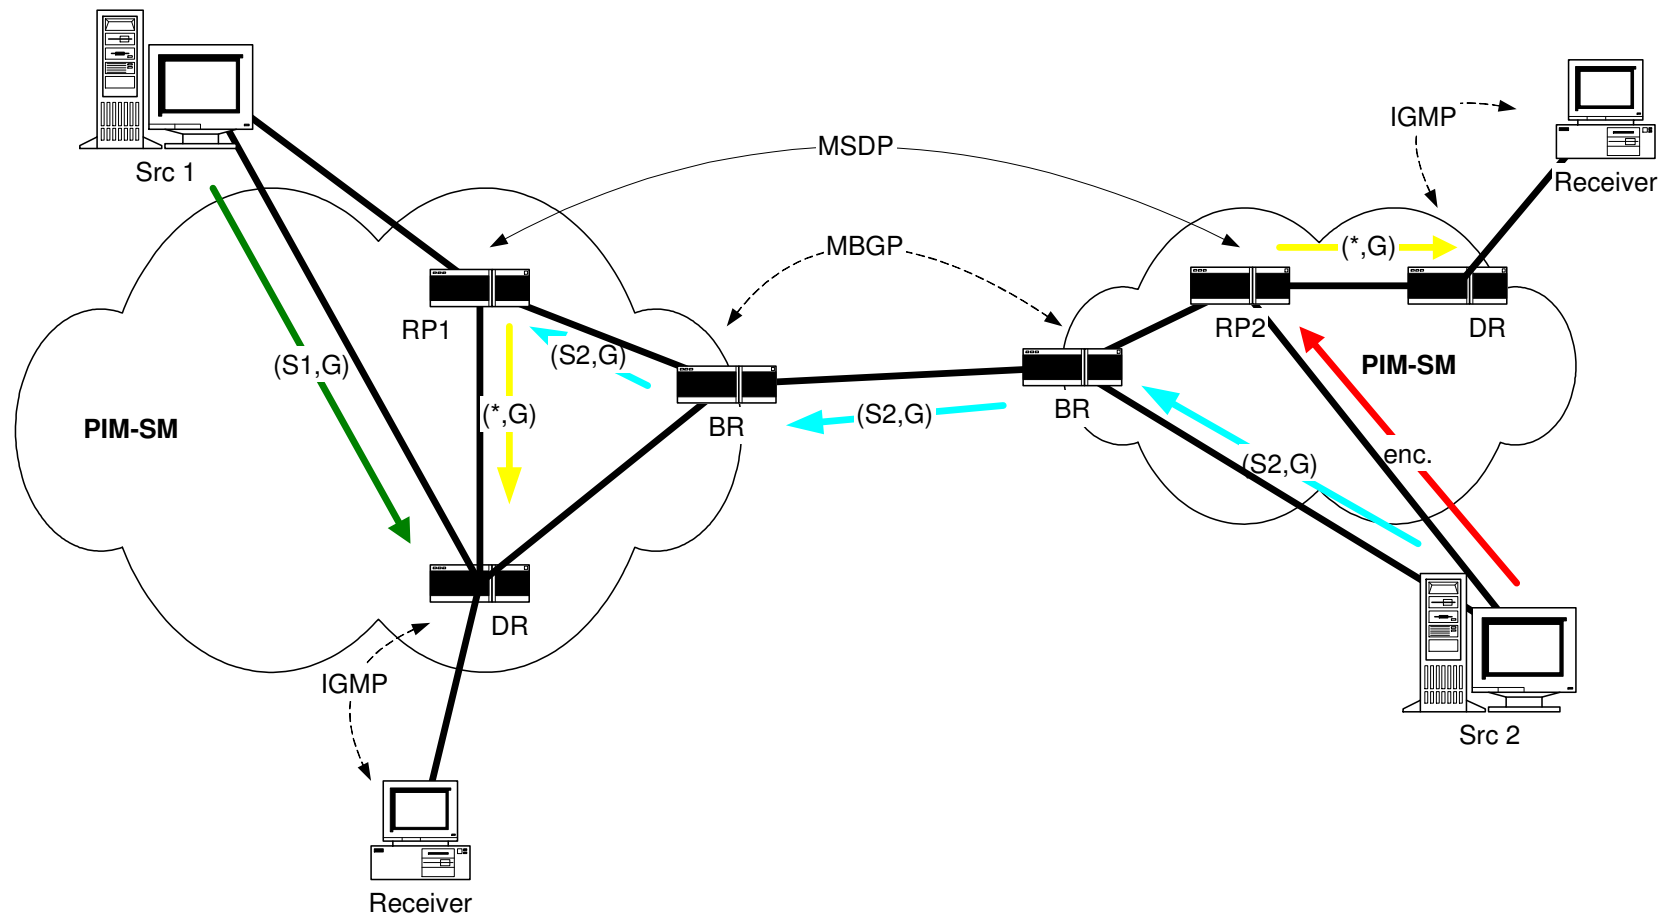 IGMP
MSDP
Src 1
Receiver
MBGP
(*,G)
RP1
RP2
DR
(S2,G)
(S1,G)
PIM-SM
(*,G)
(S2,G)
BR
BR
PIM-SM
enc.
(S2,G)
DR
IGMP
Src 2
Receiver